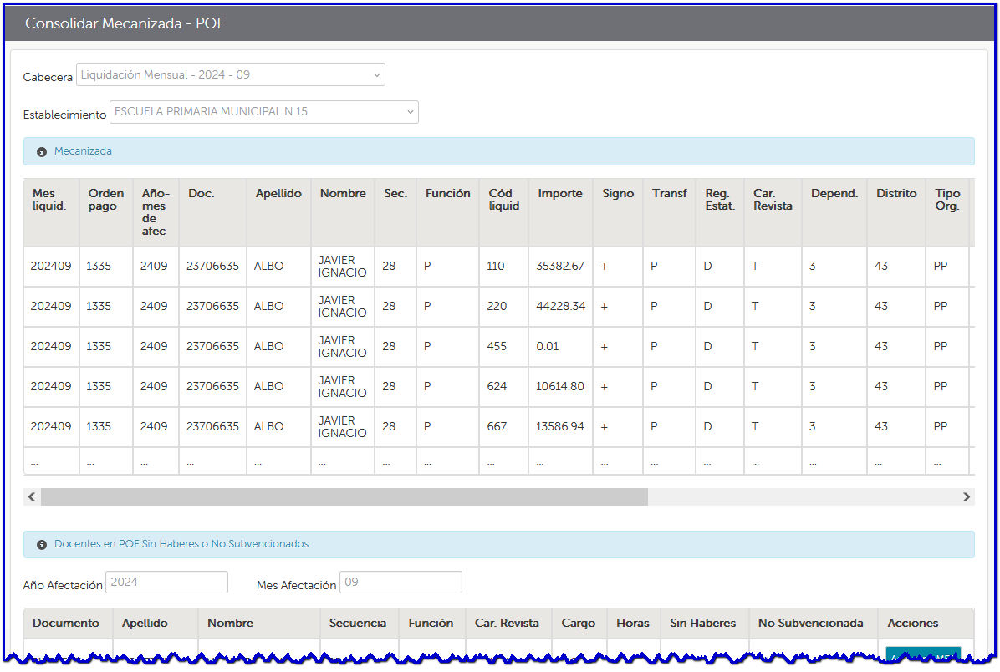 Consolidar Mecanizada - POF
Cabecera Liquidación Mensual - 2024 - 09
Establecimiento ESCUELA PRIMARIA MUNICIPAL N 15
Mecanizada
Mes liquid. Orden pago Año-mes de afec Doc. Apellido Nombre Sec. Función Cód liquid Importe Signo Transf Reg. Estat. Car. Revista Depend. Distrito Tipo Org.
202409 1335 2409 23706635 ALBO JAVIER IGNACIO 28 P 110 35382.67 + P D T 3 43 PP
202409 1335 2409 23706635 ALBO JAVIER IGNACIO 28 P 220 44228.34 + P D T 3 43 PP
202409 1335 2409 23706635 ALBO JAVIER IGNACIO 28 P 455 0.01 + P D T 3 43 PP
202409 1335 2409 23706635 ALBO JAVIER IGNACIO 28 P 624 10614.80 + P D T 3 43 PP
202409 1335 2409 23706635 ALBO JAVIER IGNACIO 28 P 667 13586.94 + P D T 3 43 PP
... ... ... ... ... ... ... ... ... ... ... ... ... ... ... ... ...
Docentes en POF Sin Haberes o No Subvencionados
Año Afectación 2024 Mes Afectación 09
Documento Apellido Nombre Secuencia Función Car. Revista Cargo Horas Sin Haberes No Subvencionada Acciones